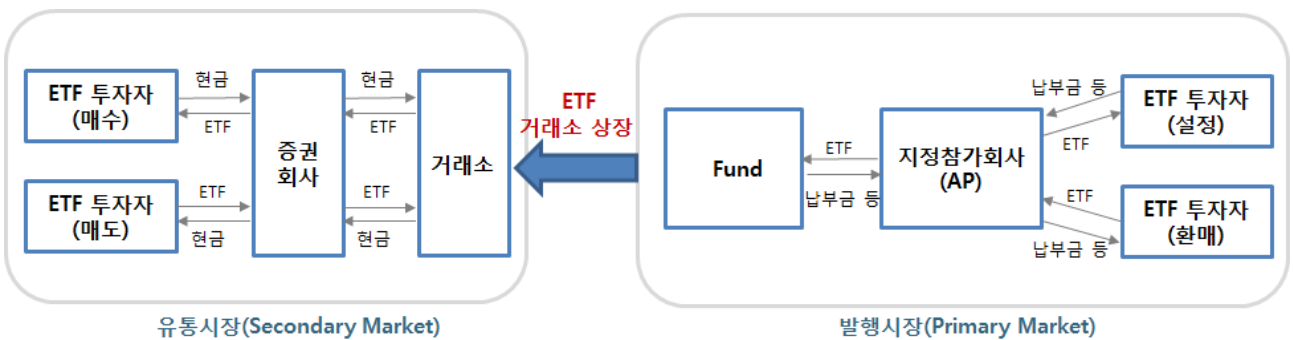 ETF 투자자
(매수)
현금
ETF
ETF 투자자
(매도)
ETF
현금
증권
회사
현금
ETF
ETF
현금
거래소
유통시장(Secondary Market)
ETF
거래소 상장
Fund
ETF
납부금 등
지정참가회사
(AP)
납부금 등
ETF
ETF 투자자
(설정)
ETF
납부금 등
ETF 투자자
(환매)
발행시장(Primary Market)